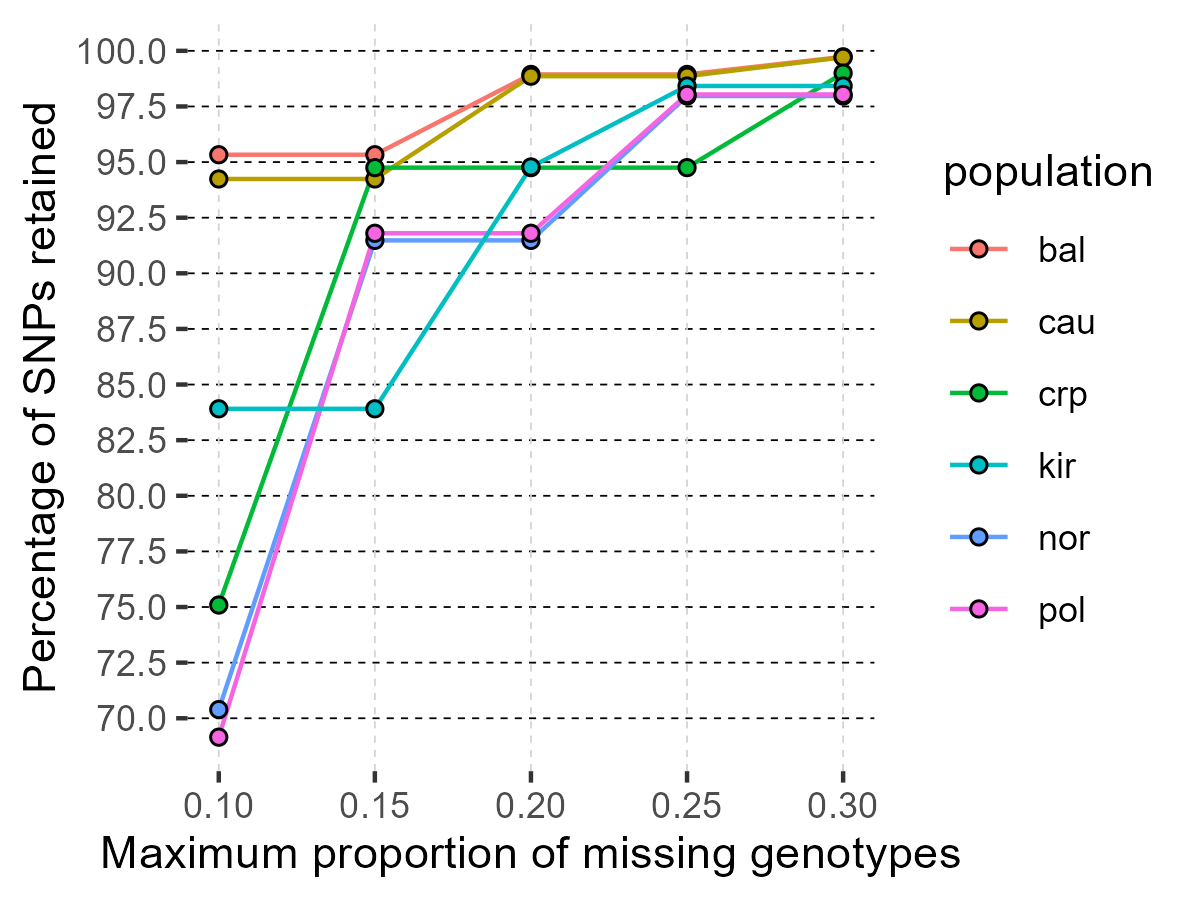 100.0
97.5
95.0
92.5
90.0
87.5
85.0
82.5
80.0
77.5
75.0
72.5
70.0
Percentage of SNPs retained
0.10 0.15 0.20 0.25 0.30
Maximum proportion of missing genotypes
population
bal
cau
crp
kir
nor
pol